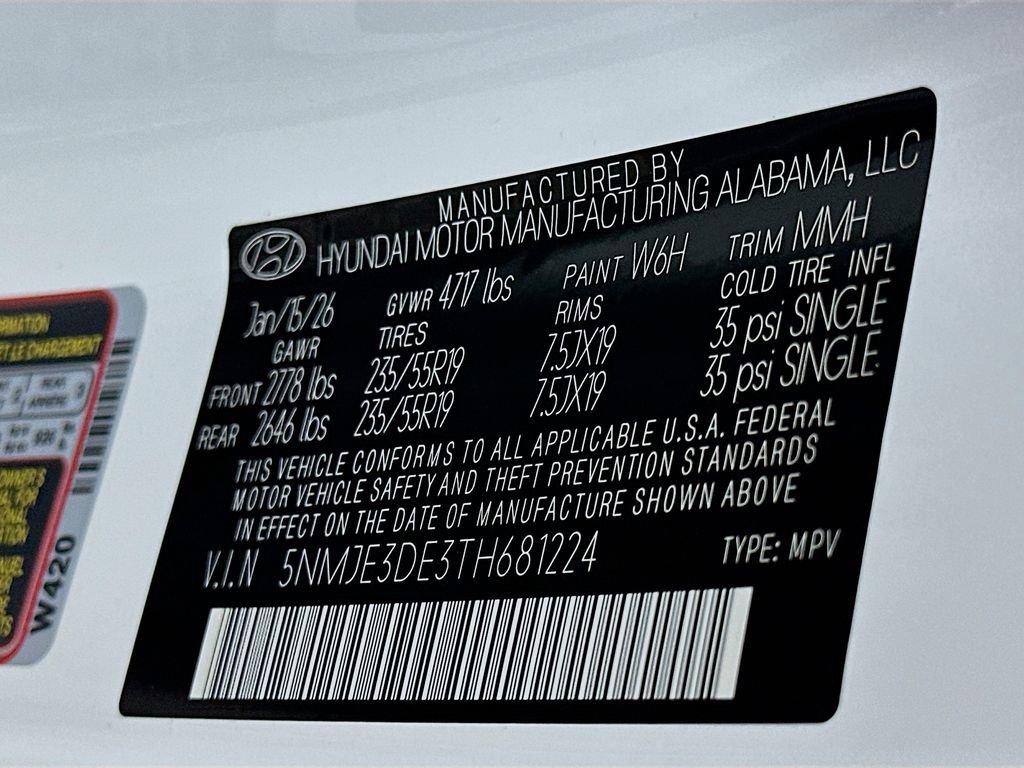 MANUFACTURED BY
HYUNDAI MOTOR MANUFACTURING ALABAMA, LLC
Jan/15/26 GVWR 4717 lbs PAINT W6H TRIM MMH
GAWR TIRES RIMS COLD TIRE INFL
FRONT 2778 lbs 235/55R19 7.5JX19 35 psi SINGLE
REAR 2646 lbs 235/55R19 7.5JX19 35 psi SINGLE
THIS VEHICLE CONFORMS TO ALL APPLICABLE U.S.A. FEDERAL
MOTOR VEHICLE SAFETY AND THEFT PREVENTION STANDARDS
IN EFFECT ON THE DATE OF MANUFACTURE SHOWN ABOVE
V.I.N 5NMJE3DE3TH681224 TYPE: MPV
ET LE CHARGEMENT
W420